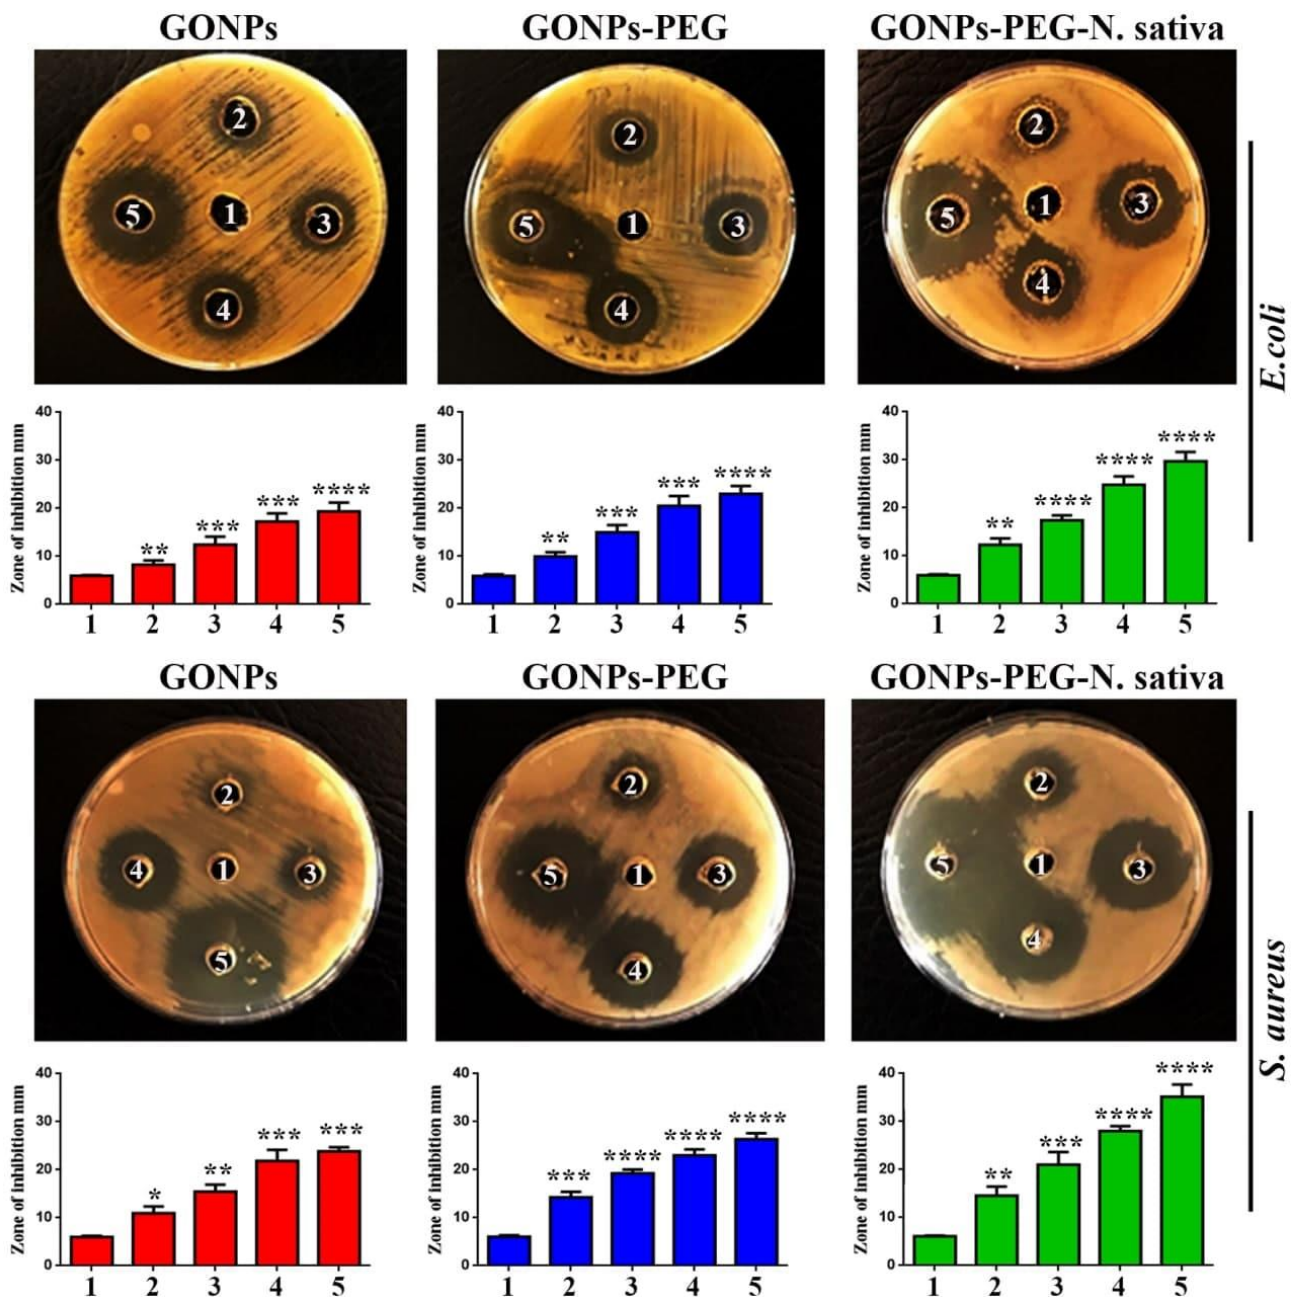 GONPs GONPs-PEG GONPs-PEG-N. sativa
2 2 2
5 1 3 5 1 3 5 1 3
4 4 4
E.coli
Zone of inhibition mm
40
30
20
10
0
** *** *** ****
1 2 3 4 5
Zone of inhibition mm
40
30
20
10
0
** *** *** ****
1 2 3 4 5
Zone of inhibition mm
40
30
20
10
0
** **** **** ****
1 2 3 4 5
GONPs GONPs-PEG GONPs-PEG-N. sativa
2 2 2
4 1 3 5 1 3 5 1 3
5 4 4
S. aureus
Zone of inhibition mm
40
30
20
10
0
* ** *** ***
1 2 3 4 5
Zone of inhibition mm
40
30
20
10
0
*** **** **** ****
1 2 3 4 5
Zone of inhibition mm
40
30
20
10
0
** *** **** ****
1 2 3 4 5